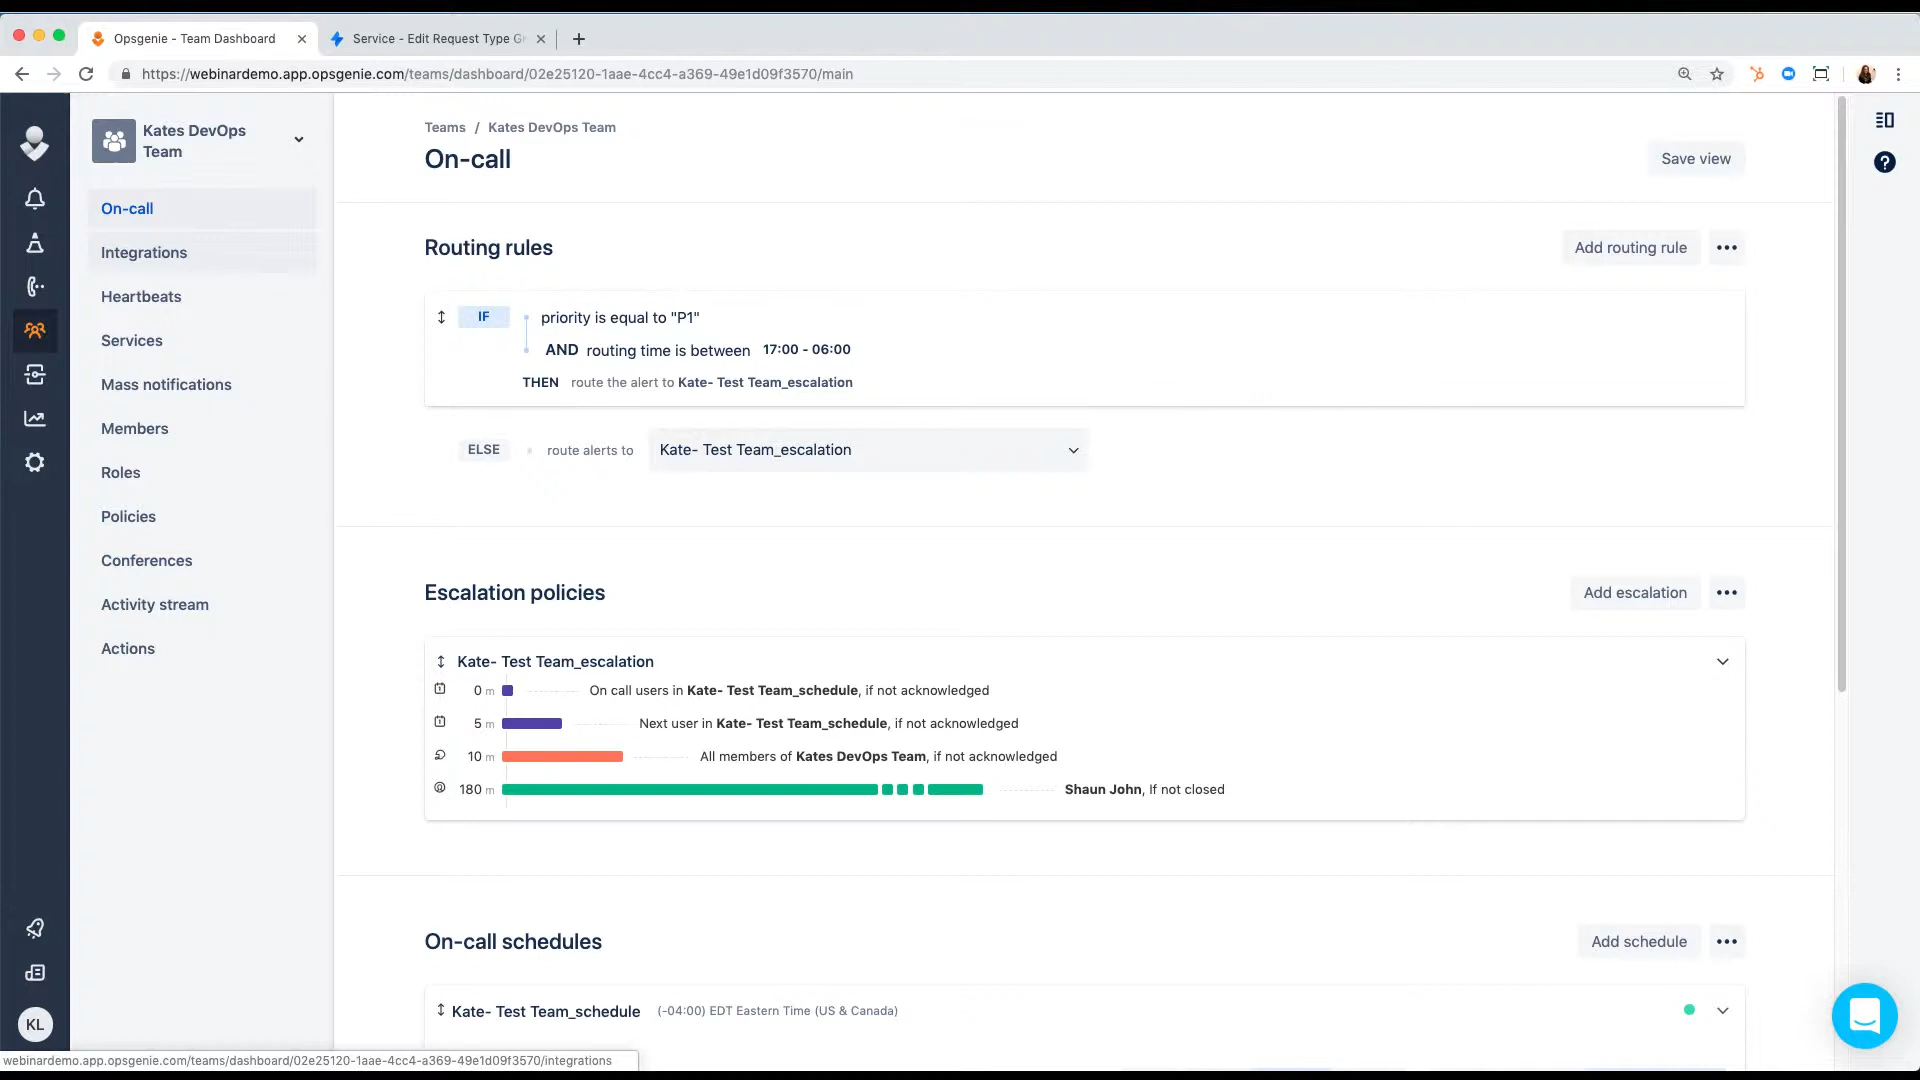 Opsgenie - Team Dashboard
Service - Edit Request Type Gr
https://webinardemo.app.opsgenie.com/teams/dashboard/02e25120-1aae-4cc4-a369-49e1d09f3570/main
Kates DevOps
Team
On-call
Integrations
Heartbeats
Services
Mass notifications
Members
Roles
Policies
Conferences
Activity stream
Actions
KL
Teams / Kates DevOps Team
On-call
Save view
Routing rules
Add routing rule
IF priority is equal to "P1"
AND routing time is between 17:00 - 06:00
THEN route the alert to Kate- Test Team_escalation
ELSE route alerts to Kate- Test Team_escalation
Escalation policies
Add escalation
Kate- Test Team_escalation
0 m On call users in Kate- Test Team_schedule, if not acknowledged
5 m Next user in Kate- Test Team_schedule, if not acknowledged
10 m All members of Kates DevOps Team, if not acknowledged
180 m Shaun John, If not closed
On-call schedules
Add schedule
Kate- Test Team_schedule (-04:00) EDT Eastern Time (US & Canada)
webinardemo.app.opsgenie.com/teams/dashboard/02e25120-1aae-4cc4-a369-49e1d09f3570/integrations